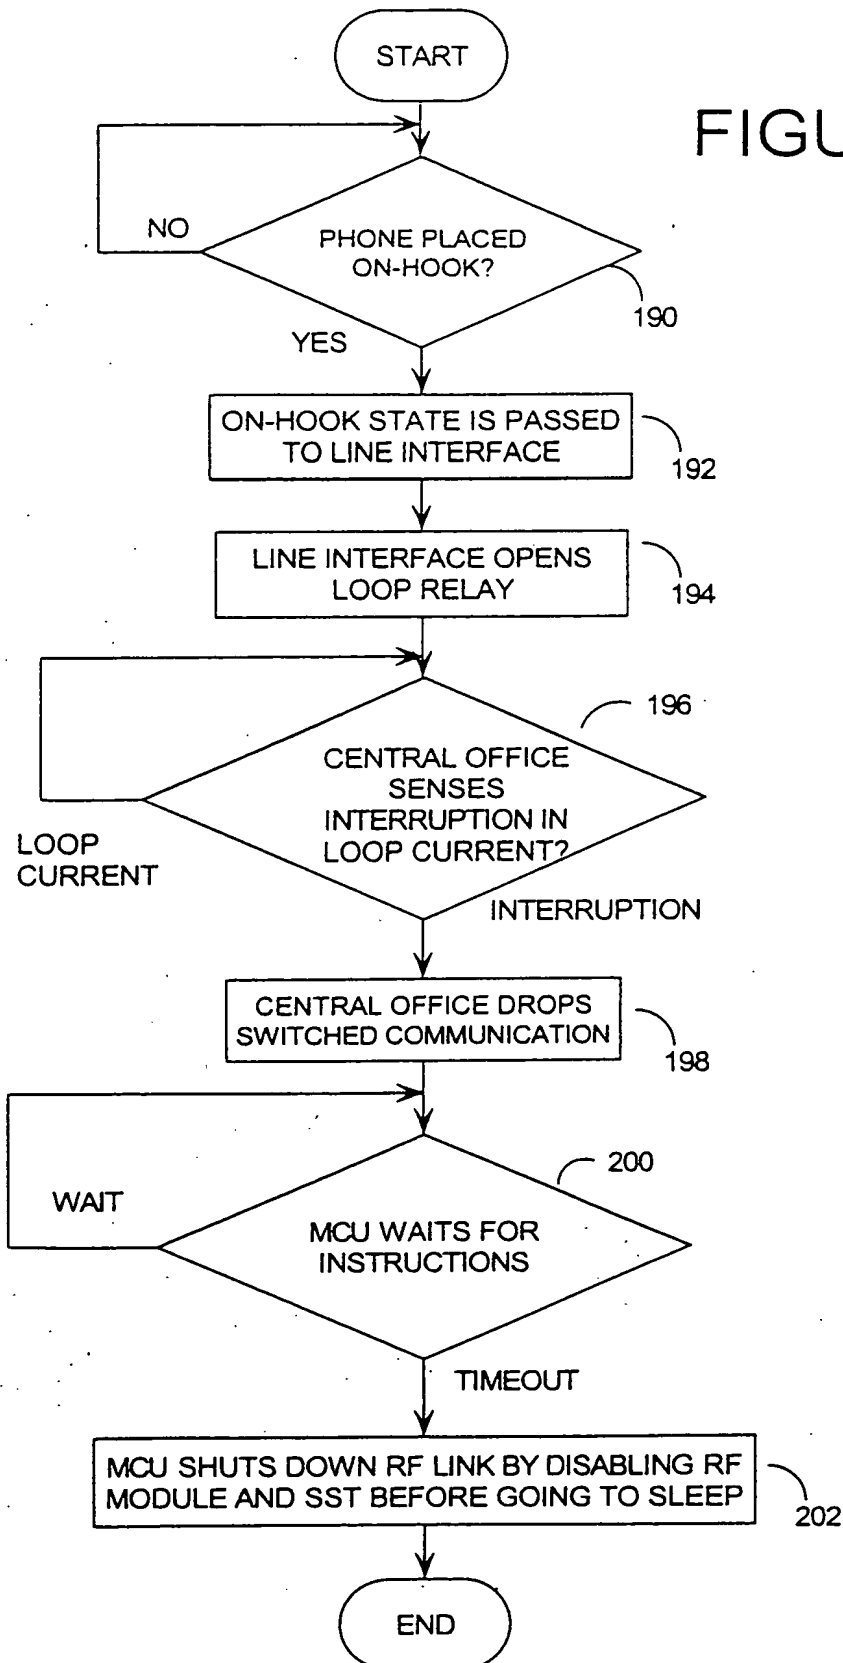 START
FIGU
NO
PHONE PLACED
ON-HOOK?
190
YES
ON-HOOK STATE IS PASSED
TO LINE INTERFACE
192
LINE INTERFACE OPENS
LOOP RELAY
194
196
CENTRAL OFFICE
SENSES
INTERRUPTION IN
LOOP CURRENT?
LOOP
CURRENT
INTERRUPTION
CENTRAL OFFICE DROPS
SWITCHED COMMUNICATION
198
200
WAIT
MCU WAITS FOR
INSTRUCTIONS
TIMEOUT
MCU SHUTS DOWN RF LINK BY DISABLING RF
MODULE AND SST BEFORE GOING TO SLEEP
202
END